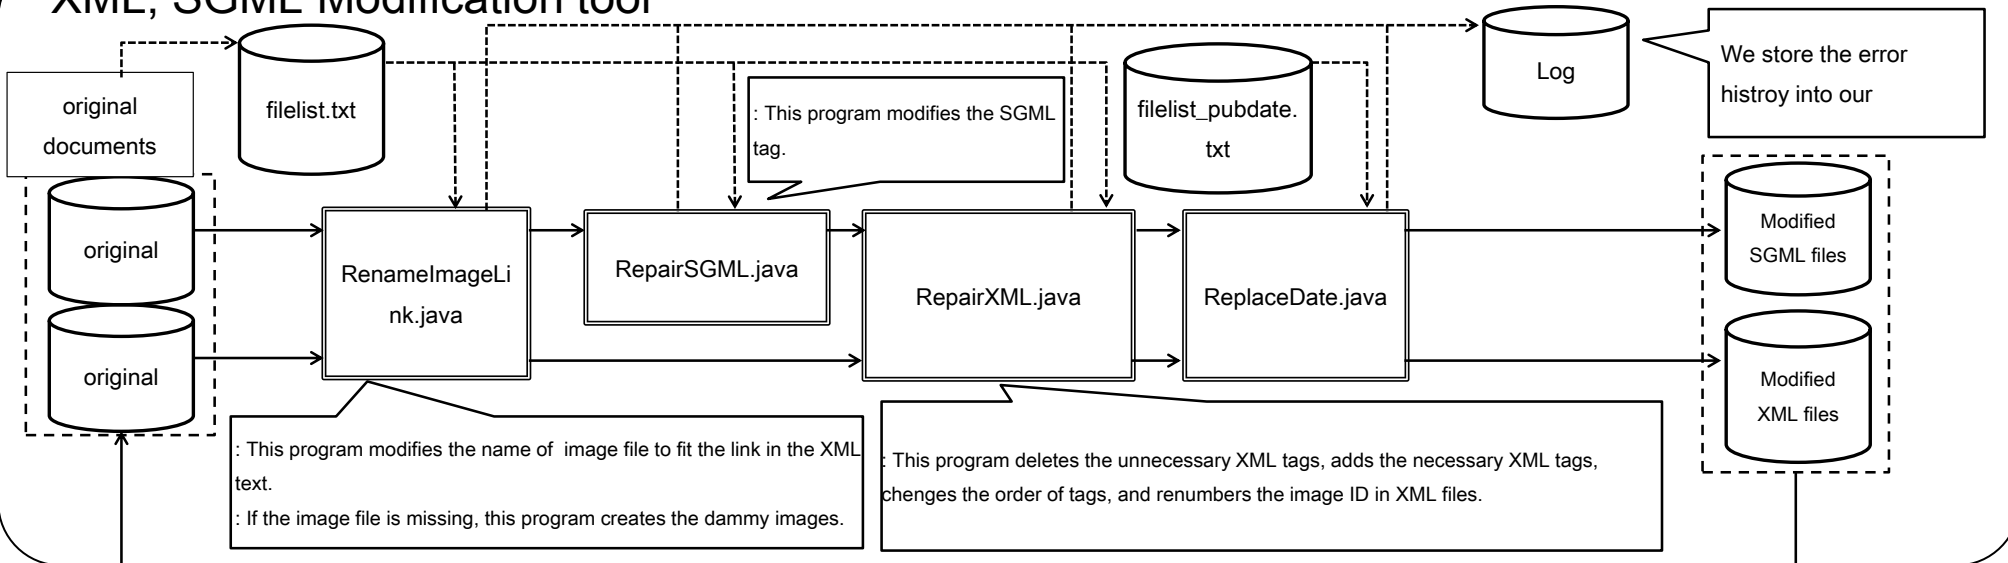 XML, SGML Modification tool
original
documents
filelist.txt
: This program modifies the SGML
tag.
filelist_pubdate.
txt
Log
We store the error
histroy into our
original
original
RenameImageLi
nk.java
RepairSGML.java
RepairXML.java
ReplaceDate.java
Modified
SGML files
Modified
XML files
: This program modifies the name of  image file to fit the link in the XML
text.
: If the image file is missing, this program creates the dammy images.
: This program deletes the unnecessary XML tags, adds the necessary XML tags,
chenges the order of tags, and renumbers the image ID in XML files.